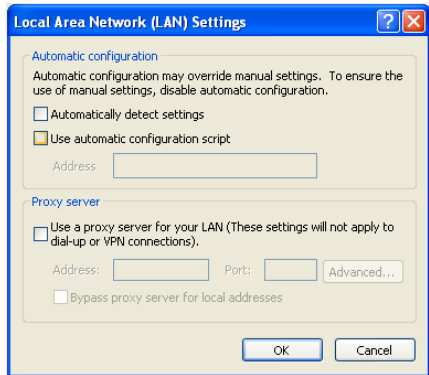 Local Area Network (LAN) Settings
Automatic configuration
Automatic configuration may override manual settings. To ensure the
use of manual settings, disable automatic configuration.
Automatically detect settings
Use automatic configuration script
Address
Proxy server
Use a proxy server for your LAN (These settings will not apply to
dial-up or VPN connections).
Address: Port: Advanced...
Bypass proxy server for local addresses
OK Cancel